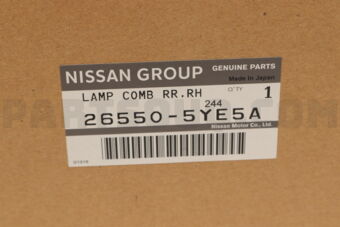 NISSAN GROUP
GENUINE PARTS
Made in Japan
LAMP COMB RR.RH
Q'TY
1
244
26550-5YE5A
Nissan Motor Co., Ltd.